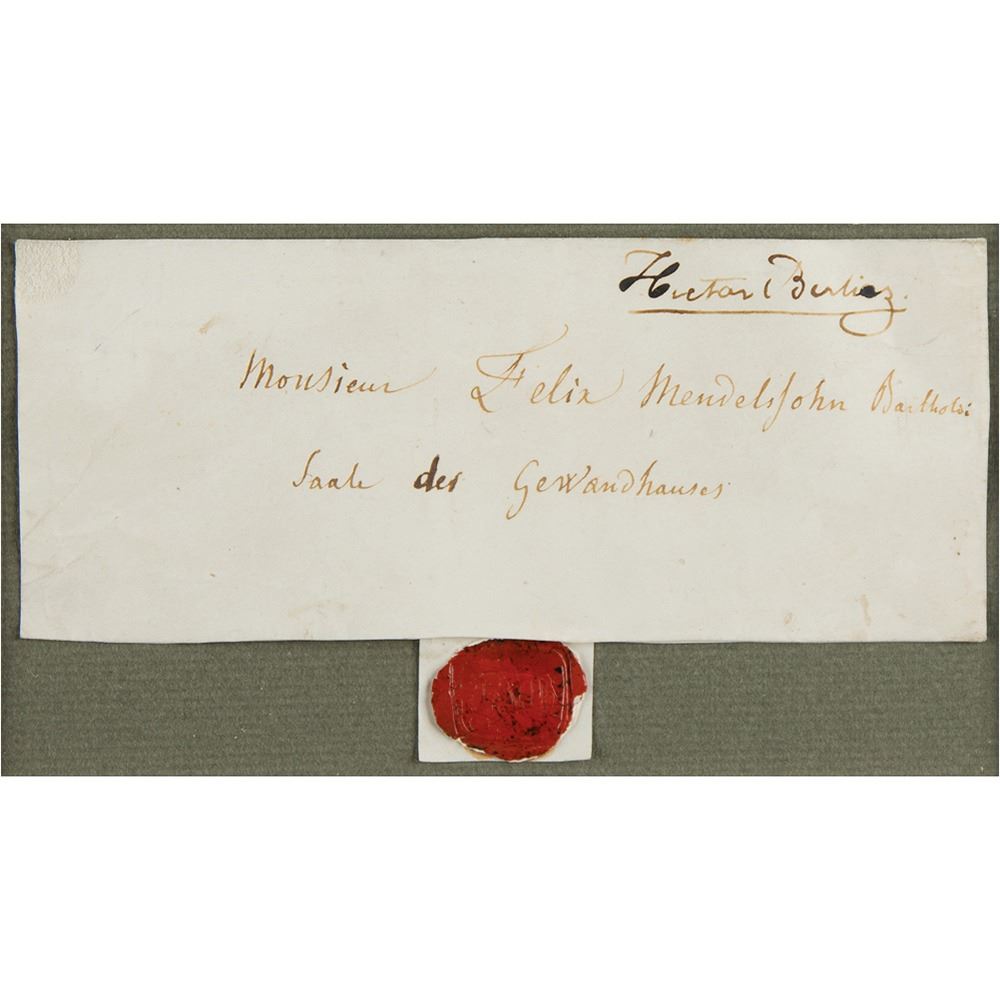 Hector Berlioz.
Monsieur Felix Mendelssohn Bartholdi
Saale des Gewandhauses